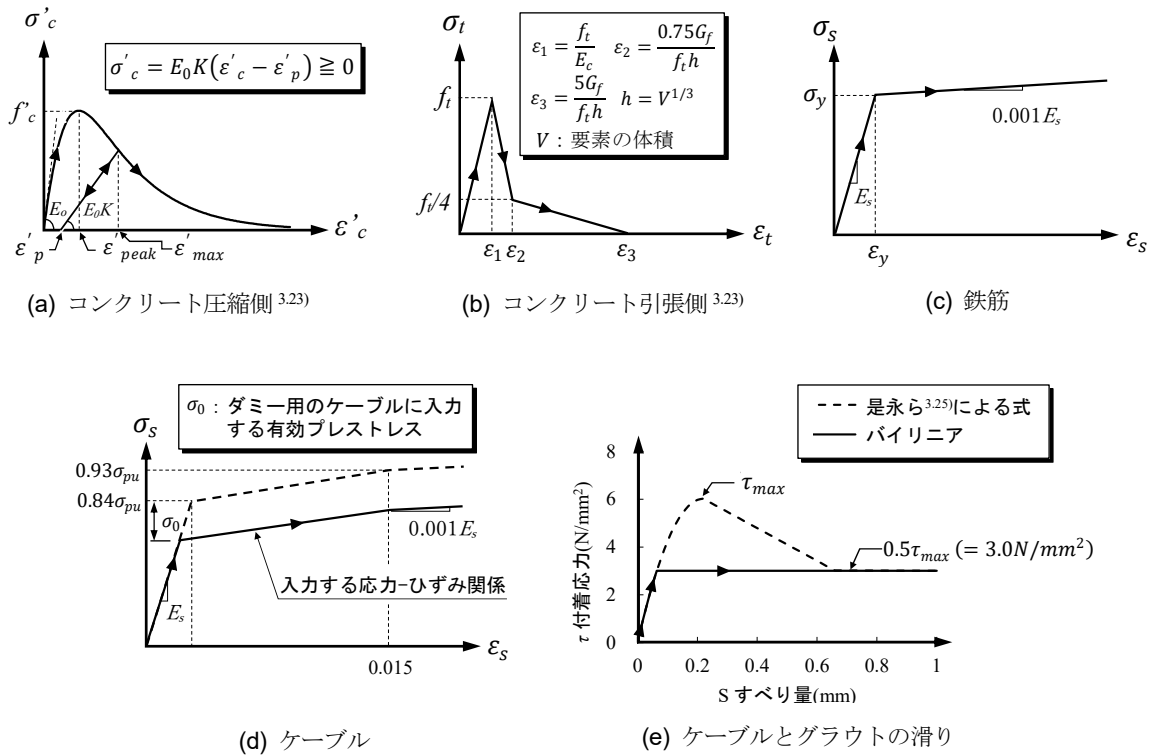 σ'c
σ'c = E₀K(ε'c − ε'p) ≧ 0
f'c
Eo
E₀K
ε'c
ε'p
ε'peak
ε'max
(a) コンクリート圧縮側 3.23)
σt
ε₁ = ft/Ec ε₂ = 0.75Gf/fth
ε₃ = 5Gf/fth h = V^1/3
V：要素の体積
ft
ft/4
ε₁ ε₂ ε₃
εt
(b) コンクリート引張側 3.23)
σs
σy
0.001Es
Es
εy
εs
(c) 鉄筋
σ₀：ダミー用のケーブルに入力
する有効プレストレス
σs
0.93σpu
0.84σpu
σ₀
0.001Es
入力する応力−ひずみ関係
Es
0.015
εs
(d) ケーブル
是永ら3.25)による式
バイリニア
τ 付着応力(N/mm²)
8
6
4
2
0
τmax
0.5τmax (= 3.0N/mm²)
0 0.2 0.4 0.6 0.8 1
S すべり量(mm)
(e) ケーブルとグラウトの滑り